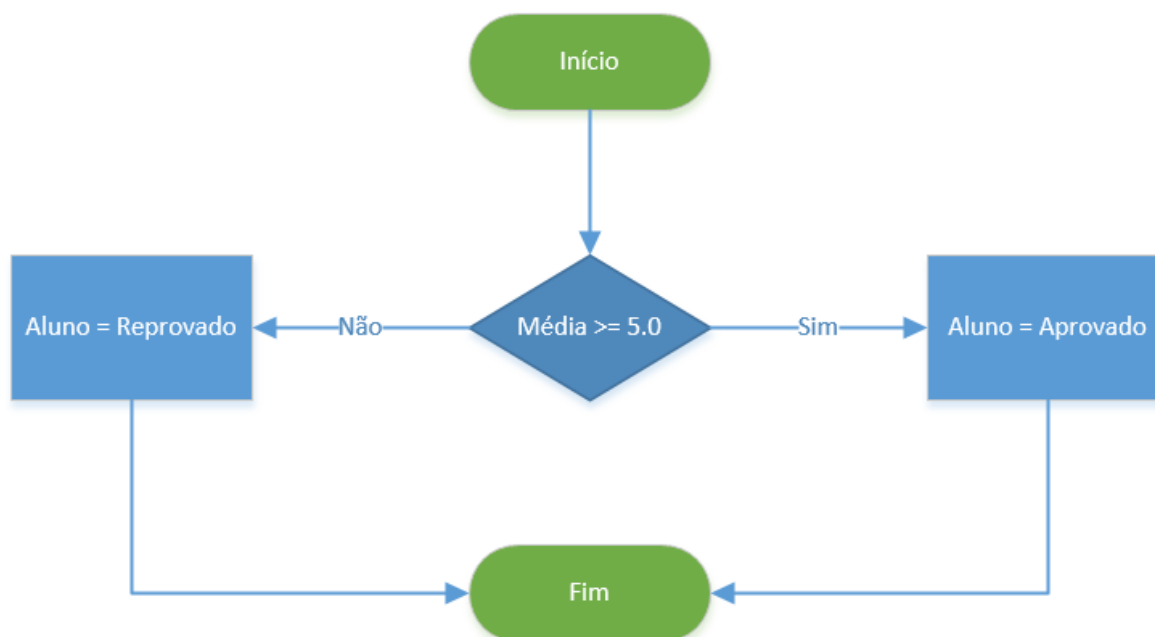 Início
Aluno = Reprovado
Não
Média >= 5.0
Sim
Aluno = Aprovado
Fim